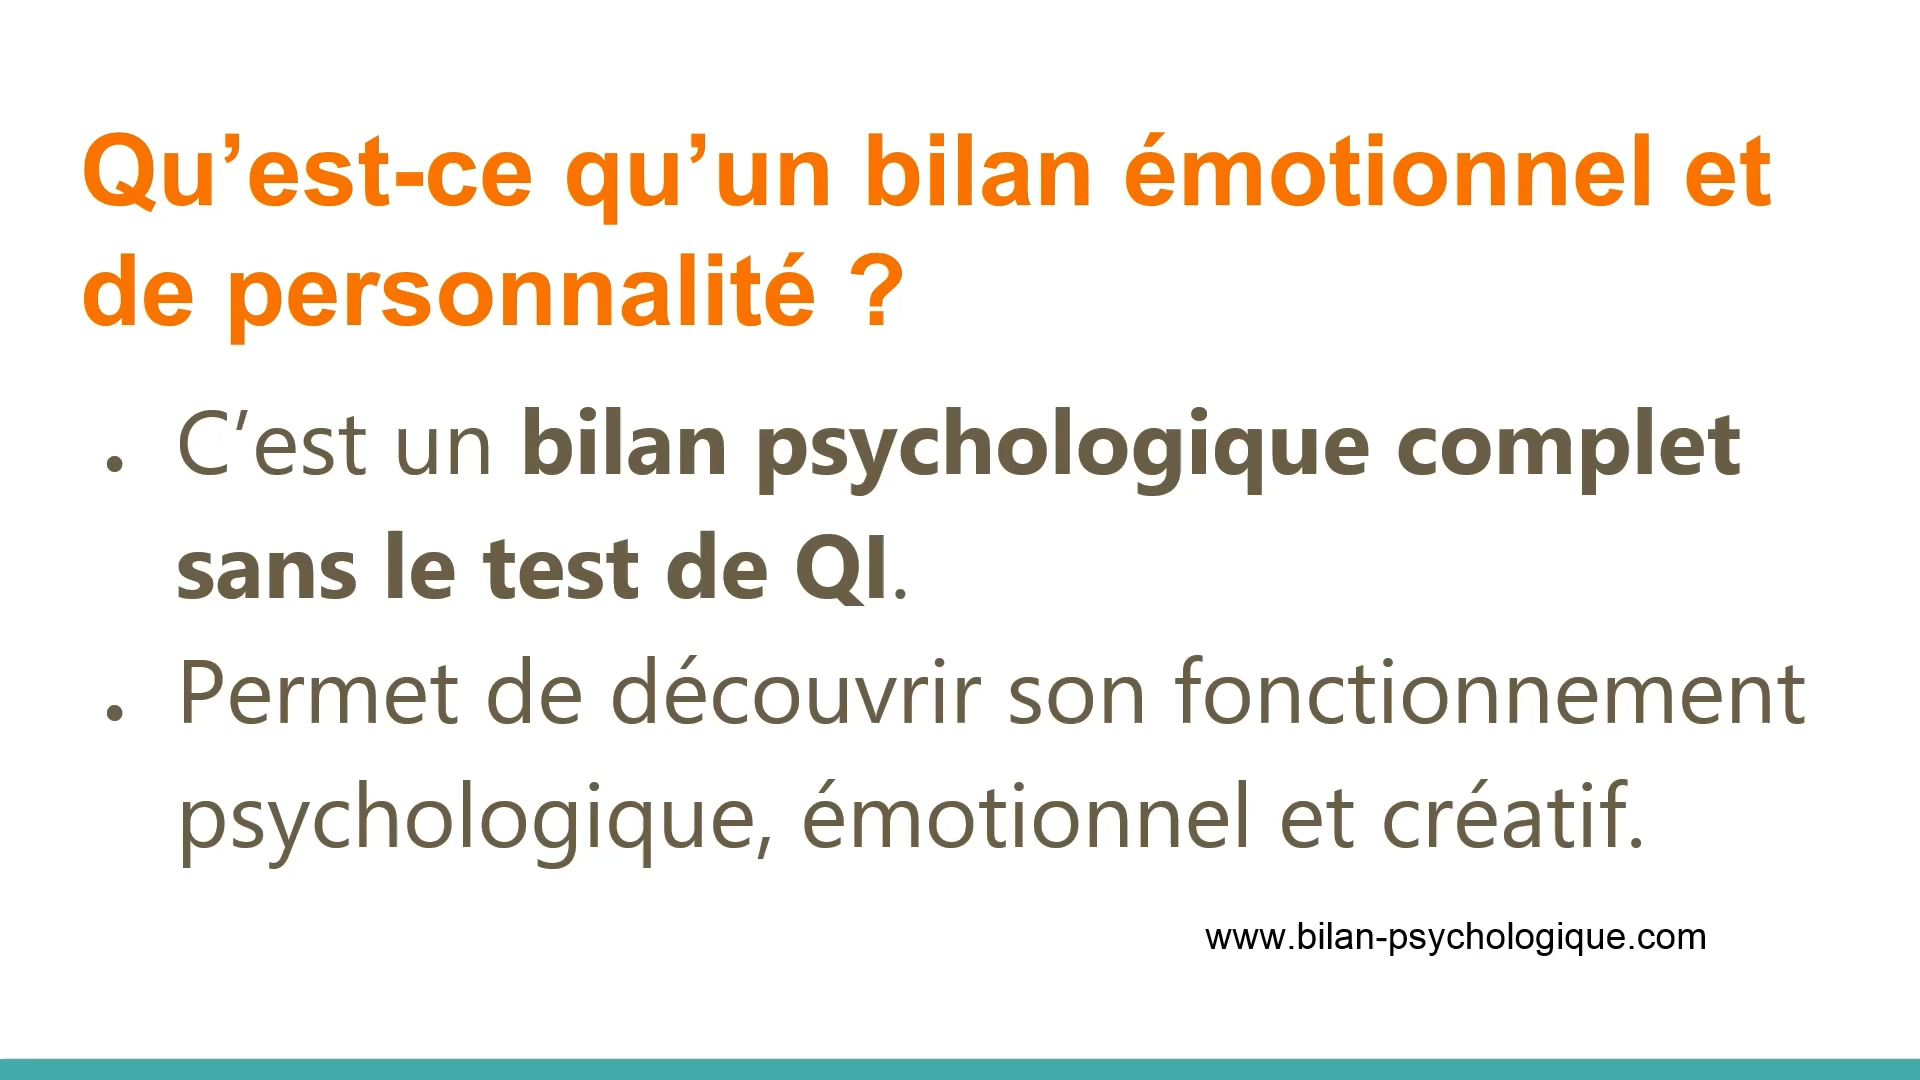 Qu’est-ce qu’un bilan émotionnel et
de personnalité ?
• C’est un bilan psychologique complet
sans le test de QI.
• Permet de découvrir son fonctionnement
psychologique, émotionnel et créatif.
www.bilan-psychologique.com